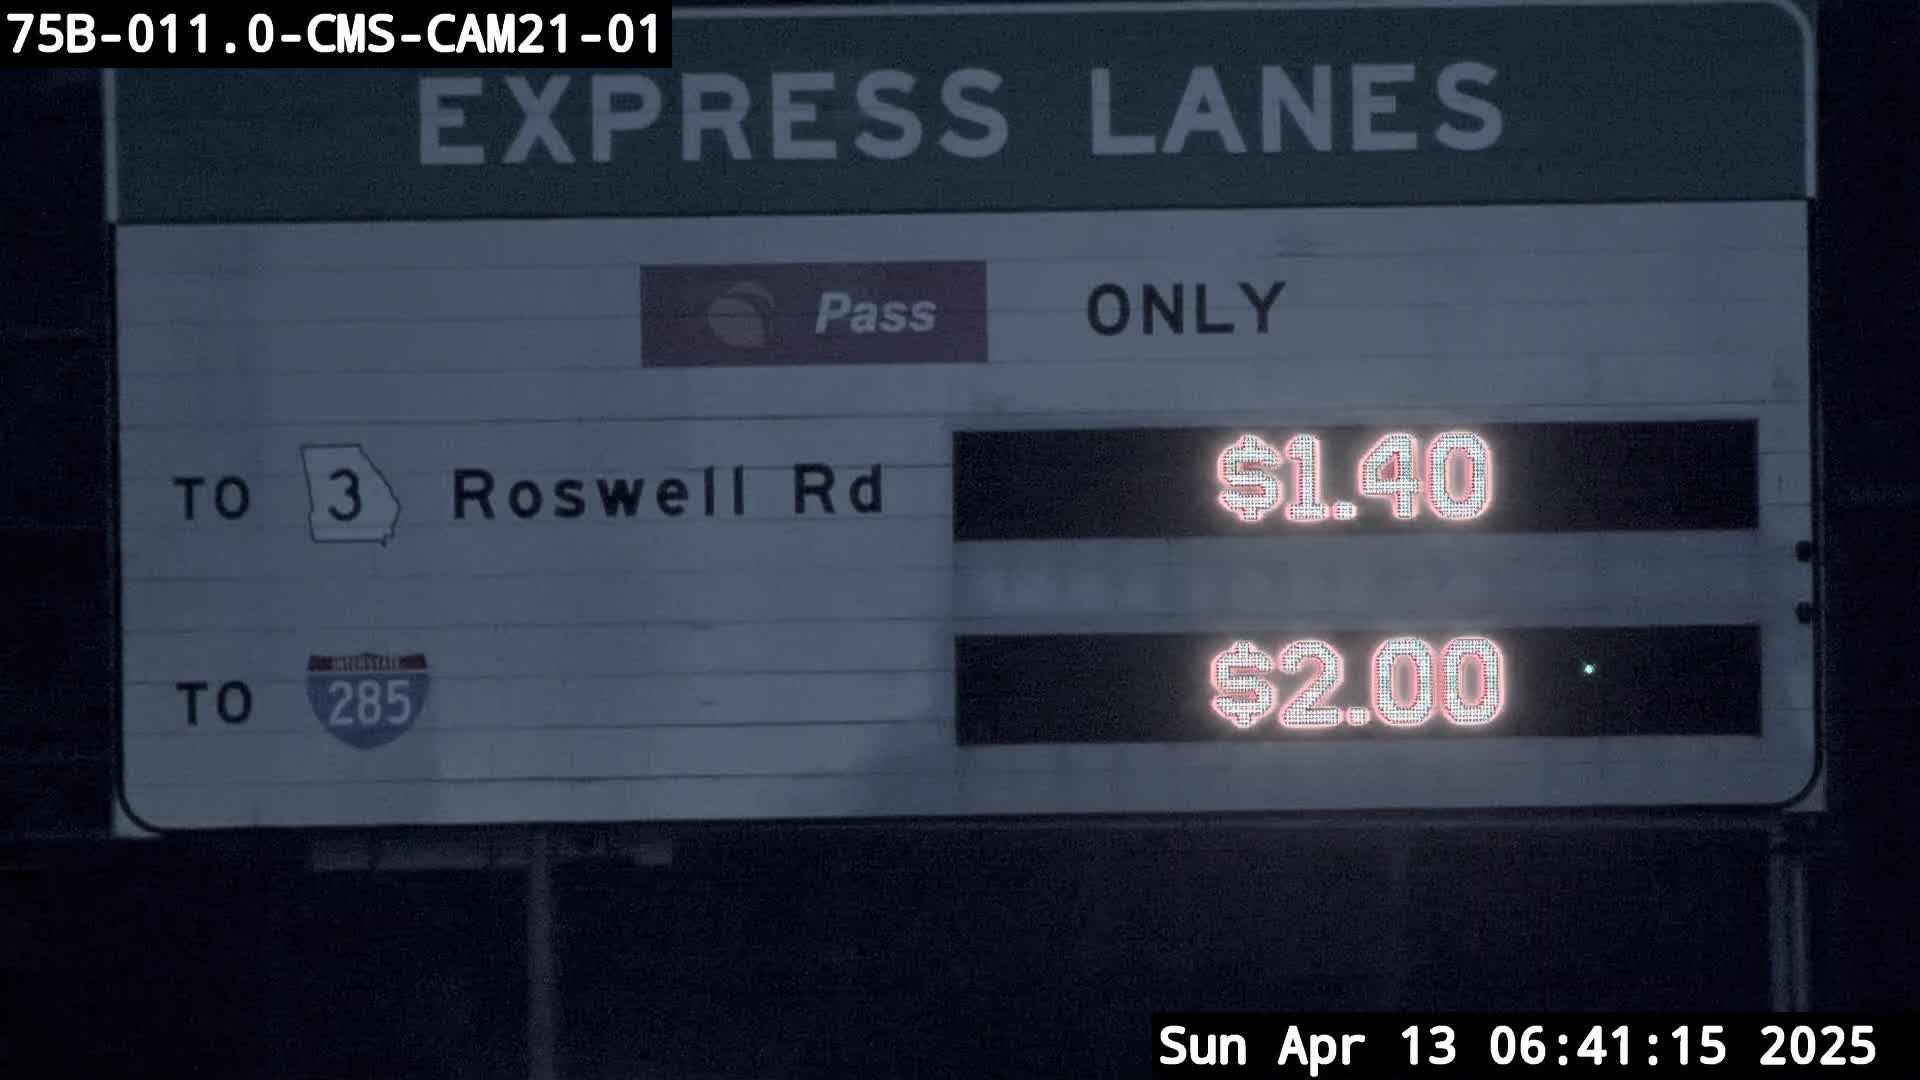 75B-011.0-CMS-CAM21-01
EXPRESS LANES
Pass ONLY
TO 3 Roswell Rd $1.40
TO 285 $2.00
Sun Apr 13 06:41:15 2025